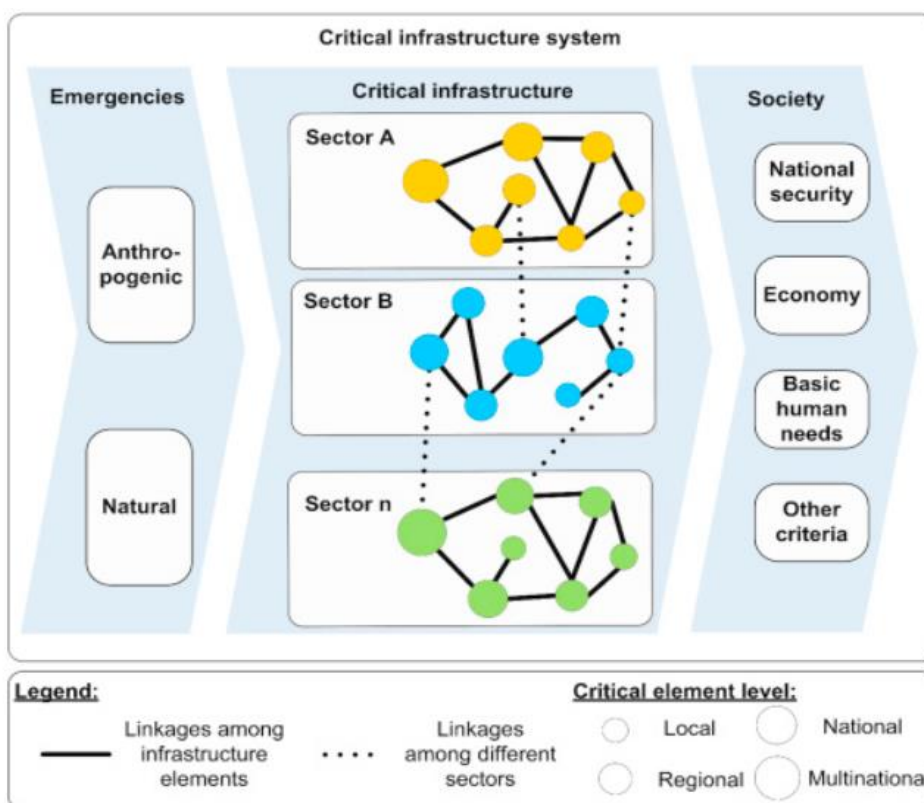 Critical infrastructure system
Emergencies
Anthro-
pogenic
Natural
Critical infrastructure
Sector A
Sector B
Sector n
Society
National
security
Economy
Basic
human
needs
Other
criteria
Legend:
Linkages among
infrastructure
elements
Linkages
among different
sectors
Critical element level:
Local
National
Regional
Multinational